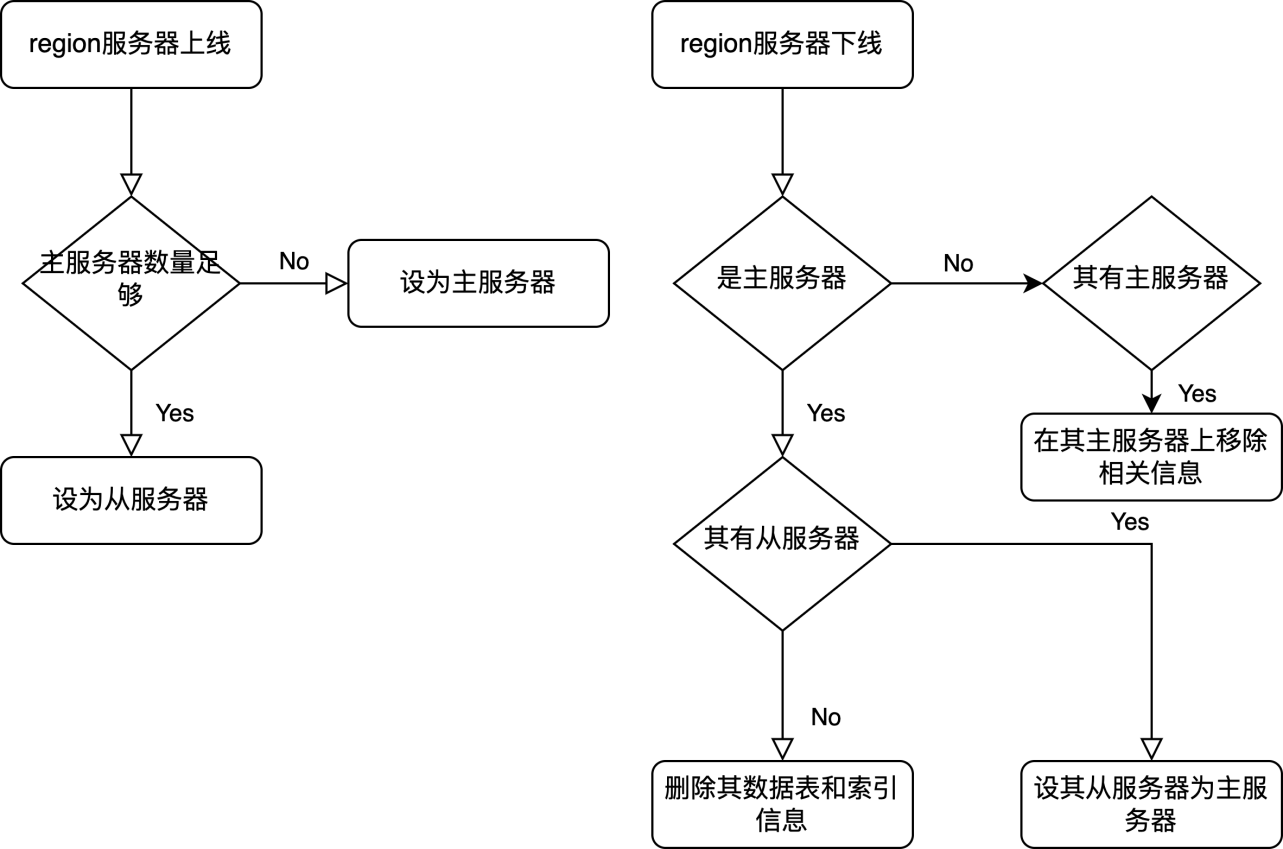 region服务器上线
主服务器数量足
够
No
设为主服务器
Yes
设为从服务器
region服务器下线
是主服务器
No
其有主服务器
Yes
在其主服务器上移除
相关信息
Yes
其有从服务器
Yes
No
删除其数据表和索引
信息
设其从服务器为主服
务器